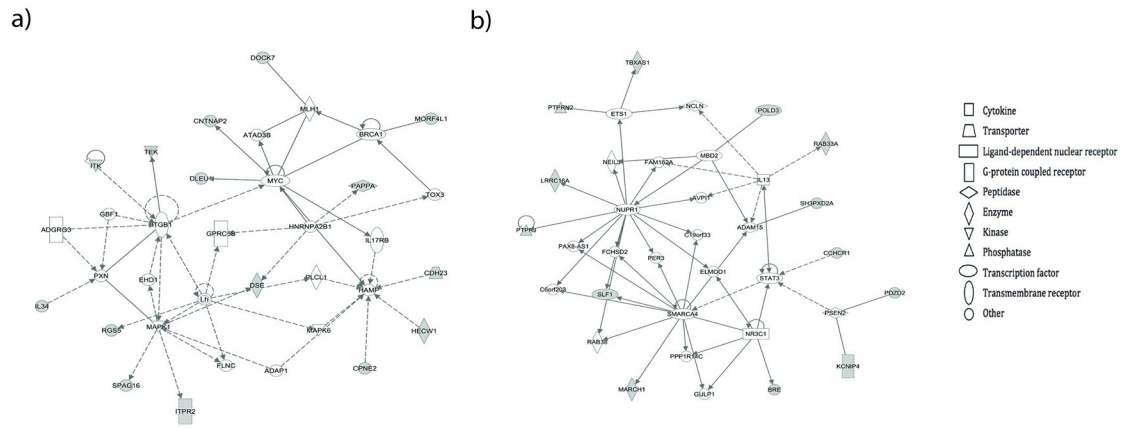 a)
b)
DOCK7
MLH1
CNTNAP2
ATAD3B
BRCA1
MORF4L1
ITK
TEK
DLEU1
MYC
PAPPA
TOX3
GBF1
ADGRG3
ITGB1
GPRC5B
HNRNPA2B1
IL17RB
PXN
EHD1
DSE
PLCL1
HAMP
CDH23
IL34
Lh
RGS5
MAPK1
MAPK6
HECW1
FLNC
ADAP1
CPNE2
SPAG16
ITPR2
TBXAS1
PTPRN2
ETS1
NCLN
POLD3
RAB33A
NEIL3
FAM162A
MBD2
LRRC16A
IL13
AVPI1
SH3PXD2A
NUPR1
PTPRJ
C19orf33
ADAM15
PAX8-AS1
FCHSD2
PER3
CCHCR1
ELMOD1
STAT3
C6orf203
SLF1
PDZD2
SMARCA4
PSEN2
RAB3B
NR3C1
PPP1R14C
KCNIP4
MARCH1
GULP1
BRE
Cytokine
Transporter
Ligand-dependent nuclear receptor
G-protein coupled receptor
Peptidase
Enzyme
Kinase
Phosphatase
Transcription factor
Transmembrane receptor
Other